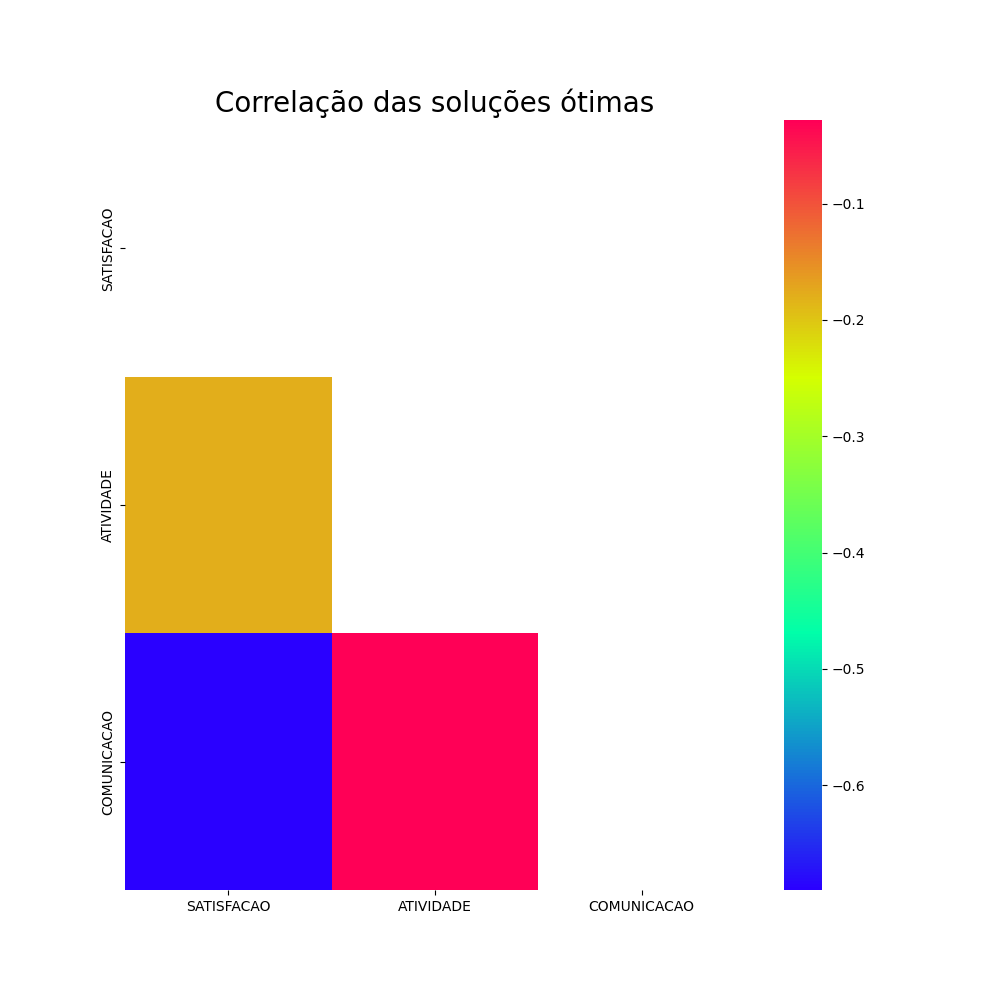 Correlação das soluções ótimas
SATISFACAO
ATIVIDADE
COMUNICACAO
SATISFACAO
ATIVIDADE
COMUNICACAO
−0.1
−0.2
−0.3
−0.4
−0.5
−0.6